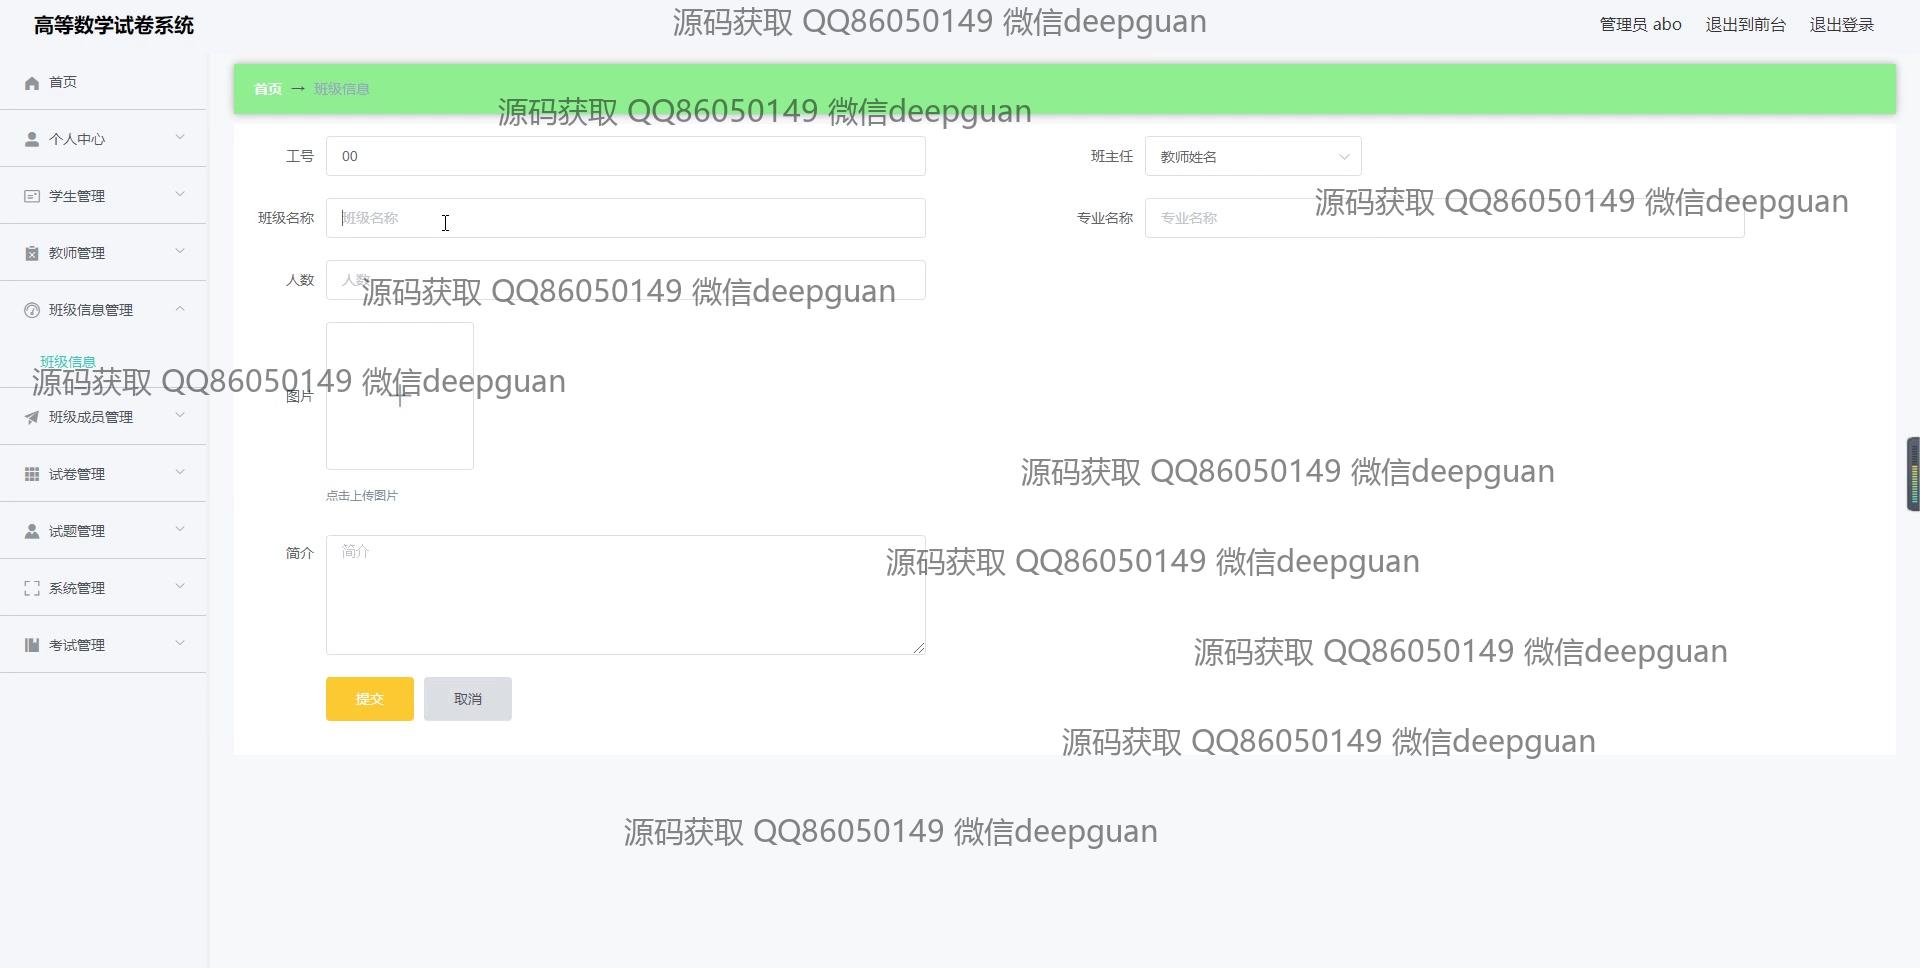 高等数学试卷系统
源码获取 QQ86050149 微信deepguan
管理员 abo 退出到前台 退出登录
首页
个人中心
学生管理
教师管理
班级信息管理
班级信息
班级成员管理
试卷管理
试题管理
系统管理
考试管理
首页 → 班级信息
源码获取 QQ86050149 微信deepguan
工号 00
班主任 教师姓名
源码获取 QQ86050149 微信deepguan
班级名称 班级名称
专业名称 专业名称
人数 人数
源码获取 QQ86050149 微信deepguan
源码获取 QQ86050149 微信deepguan
图片
源码获取 QQ86050149 微信deepguan
点击上传图片
简介 简介
源码获取 QQ86050149 微信deepguan
源码获取 QQ86050149 微信deepguan
提交 取消
源码获取 QQ86050149 微信deepguan
源码获取 QQ86050149 微信deepguan